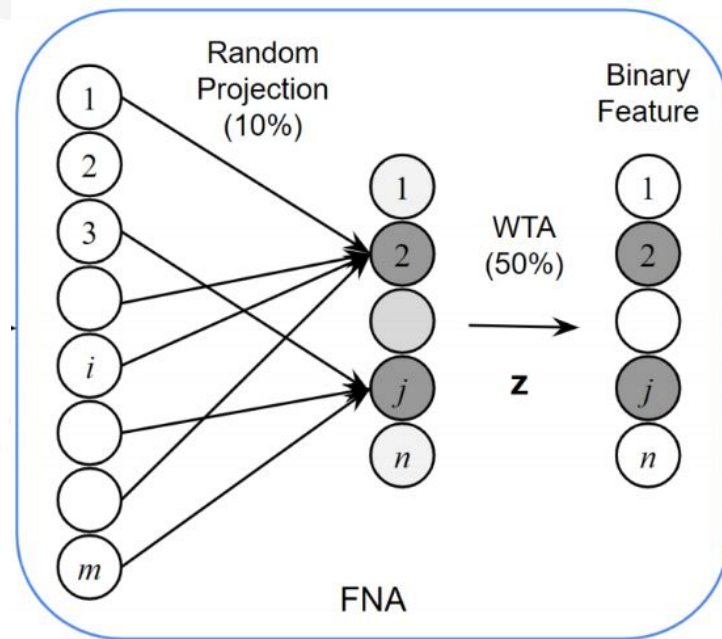 Random
Projection
(10%)
Binary
Feature
1
2
3
i
m
1
2
j
n
WTA
(50%)
z
1
2
j
n
FNA